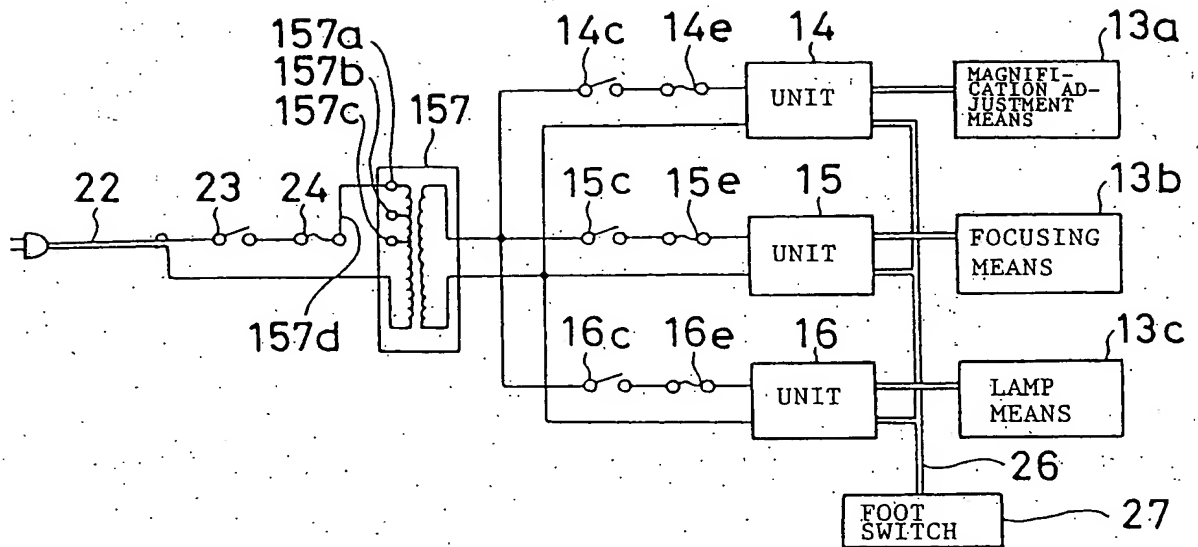 157a
157b
157c
157
14c
14e
14
13a
UNIT
MAGNIFI-
CATION AD-
JUSTMENT
MEANS
22
23
24
15c
15e
15
13b
UNIT
FOCUSING
MEANS
157d
16c
16e
16
13c
UNIT
LAMP
MEANS
26
FOOT
SWITCH
27